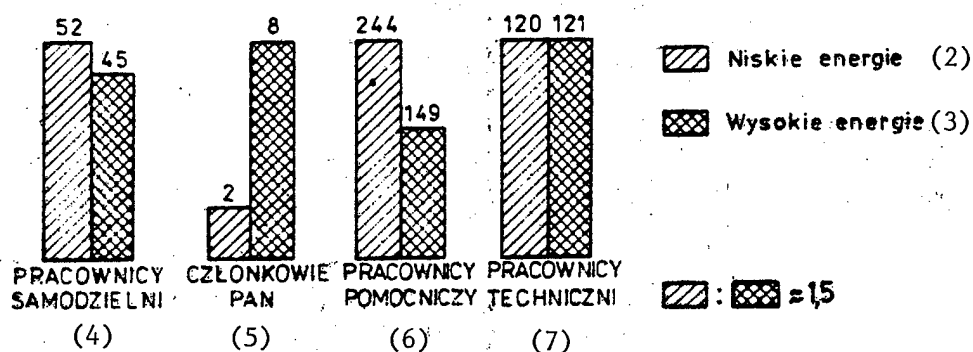 52 45
2 8
244 149
120 121
Niskie energie (2)
Wysokie energie (3)
PRACOWNICY
SAMODZIELNI
(4)
CZŁONKOWIE
PAN
(5)
PRACOWNICY
POMOCNICZY
(6)
PRACOWNICY
TECHNICZNI
(7)
: ≈1,5